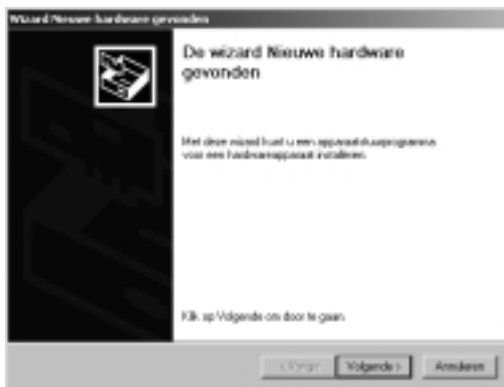 Wizard Nieuwe hardware gevonden
De wizard Nieuwe hardware
gevonden
Met deze wizard kunt u een apparaatstuurprogramma
voor een hardwareapparaat installeren.
Klik op Volgende om door te gaan.
< Vorige
Volgende >
Annuleren